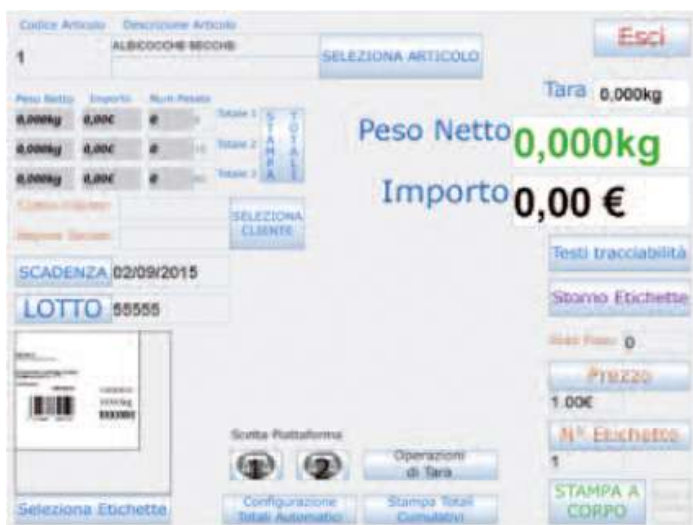 Codice Articolo Descrizione Articolo
1 ALBICOCCHE SECCHE
SELEZIONA ARTICOLO
Esci
Tara 0,000kg
Peso Netto Importo Num Pesate
0,000kg 0,00€ 0 Totale 1
0,000kg 0,00€ 0 Totale 2
0,000kg 0,00€ 0 Totale 3
STAMPA TOTALE
Peso Netto 0,000kg
Importo 0,00 €
SELEZIONA
CLIENTE
SCADENZA 02/09/2015
LOTTO 55555
Testi tracciabilità
Storno Etichette
0
Prezzo
1.00€
N° Etichette
1
STAMPA A
CORPO
Scelta Piattaforma
1 2
Operazioni
di Tara
Configurazione
Totali Automatici
Stampa Totali
Cumulativi
Seleziona Etichette